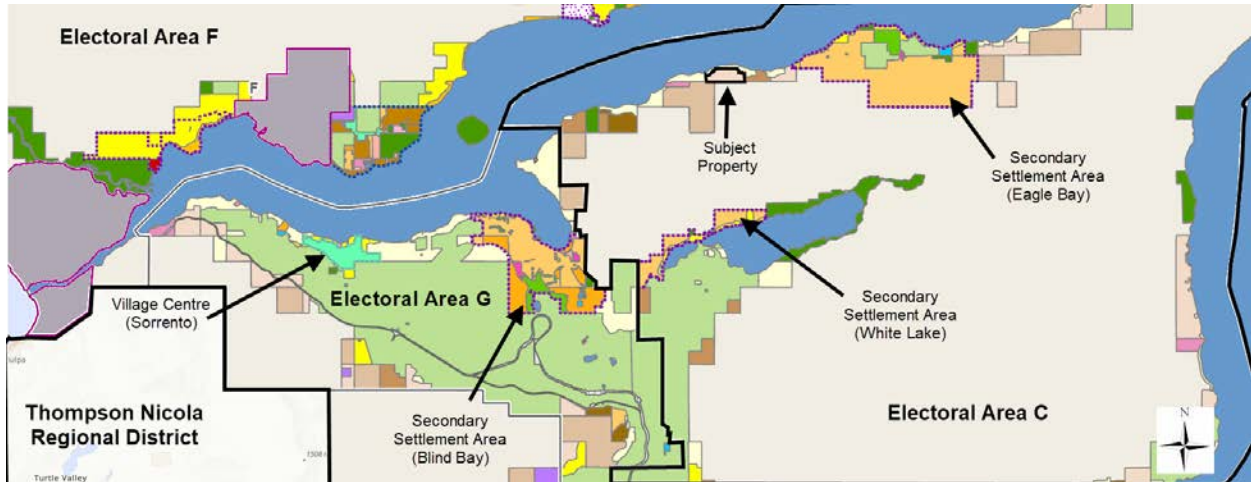 Electoral Area F
F
Subject
Property
Secondary
Settlement Area
(Eagle Bay)
Village Centre
(Sorrento)
Electoral Area G
Secondary
Settlement Area
(White Lake)
Thompson Nicola
Regional District
Secondary
Settlement Area
(Blind Bay)
Electoral Area C
N
Turtle Valley